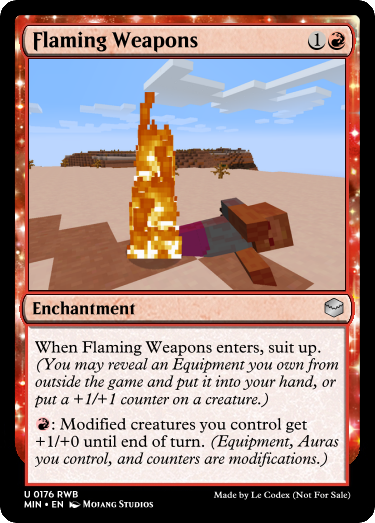 Flaming Weapons 1
Enchantment
When Flaming Weapons enters, suit up.
(You may reveal an Equipment you own from
outside the game and put it into your hand, or
put a +1/+1 counter on a creature.)
: Modified creatures you control get
+1/+0 until end of turn. (Equipment, Auras
you control, and counters are modifications.)
U 0176 RWB
MIN • EN Mojang Studios
Made by Le Codex (Not For Sale)